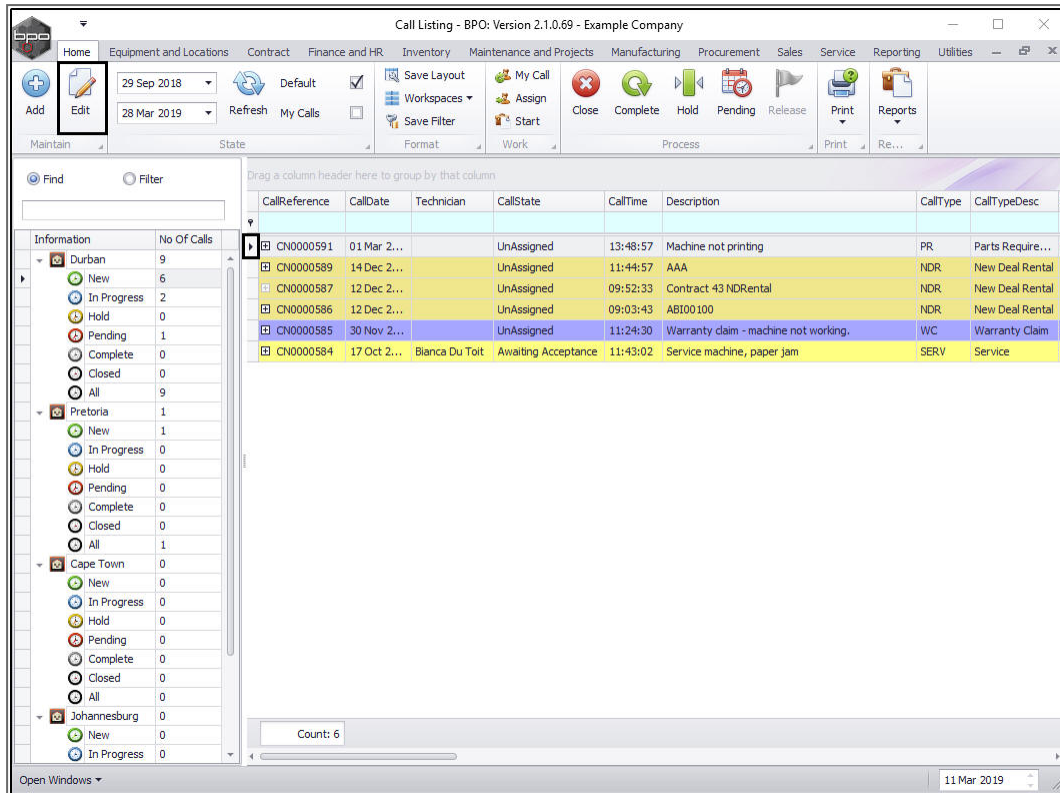 bpo
Call Listing - BPO: Version 2.1.0.69 - Example Company
Home Equipment and Locations Contract Finance and HR Inventory Maintenance and Projects Manufacturing Procurement Sales Service Reporting Utilities
Add Edit 29 Sep 2018 28 Mar 2019 Refresh Default My Calls Save Layout Workspaces Save Filter My Call Assign Start Close Complete Hold Pending Release Print Reports
Maintain State Format Work Process Print Re...
Find Filter
Drag a column header here to group by that column
CallReference CallDate Technician CallState CallTime Description CallType CallTypeDesc
CN0000591 01 Mar 2... UnAssigned 13:48:57 Machine not printing PR Parts Require...
CN0000589 14 Dec 2... UnAssigned 11:44:57 AAA NDR New Deal Rental
CN0000587 12 Dec 2... UnAssigned 09:52:33 Contract 43 NDRental NDR New Deal Rental
CN0000586 12 Dec 2... UnAssigned 09:03:43 ABI00100 NDR New Deal Rental
CN0000585 30 Nov 2... UnAssigned 11:24:30 Warranty claim - machine not working. WC Warranty Claim
CN0000584 17 Oct 2... Bianca Du Toit Awaiting Acceptance 11:43:02 Service machine, paper jam SERV Service
Information No Of Calls
Durban 9
New 6
In Progress 2
Hold 0
Pending 1
Complete 0
Closed 0
All 9
Pretoria 1
New 1
In Progress 0
Hold 0
Pending 0
Complete 0
Closed 0
All 1
Cape Town 0
New 0
In Progress 0
Hold 0
Pending 0
Complete 0
Closed 0
All 0
Johannesburg 0
New 0
In Progress 0
Count: 6
Open Windows 11 Mar 2019